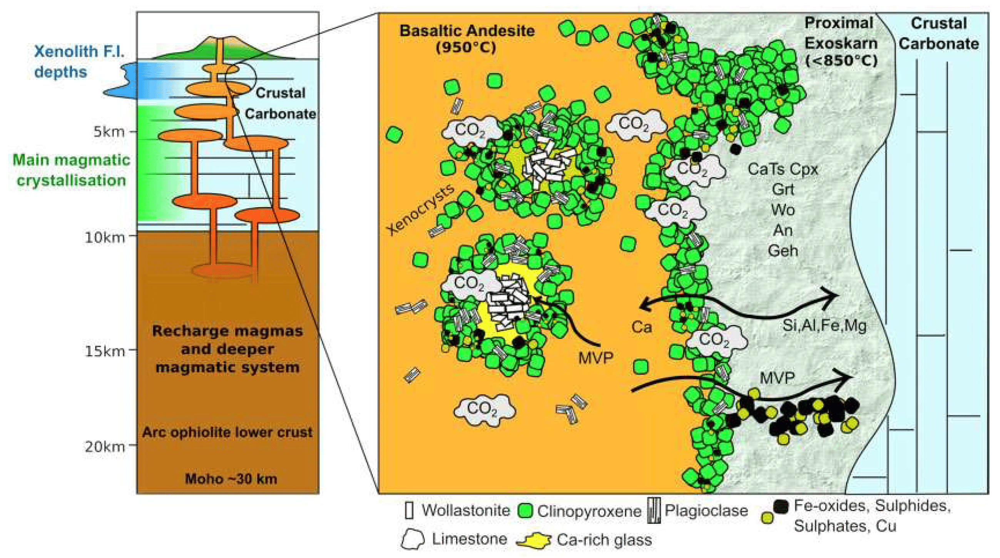 Xenolith F.I.
depths
Crustal
Carbonate
5km
Main magmatic
crystallisation
10km
Recharge magmas
and deeper
magmatic system
15km
Arc ophiolite lower crust
20km
Moho ~30 km
Basaltic Andesite
(950°C)
Proximal
Exoskarn
(<850°C)
Crustal
Carbonate
CO₂
CO₂
CO₂
CO₂
Xenocrysts
CaTs Cpx
Grt
Wo
An
Geh
CO₂
Ca
Si,Al,Fe,Mg
CO₂
MVP
MVP
CO₂
Wollastonite
Clinopyroxene
Plagioclase
Fe-oxides, Sulphides,
Sulphates, Cu
Limestone
Ca-rich glass